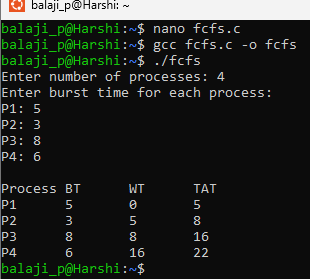 balaji_p@Harshi: ~
balaji_p@Harshi:~$ nano fcfs.c
balaji_p@Harshi:~$ gcc fcfs.c -o fcfs
balaji_p@Harshi:~$ ./fcfs
Enter number of processes: 4
Enter burst time for each process:
P1: 5
P2: 3
P3: 8
P4: 6

Process BT      WT      TAT
P1      5       0       5
P2      3       5       8
P3      8       8       16
P4      6       16      22
balaji_p@Harshi:~$